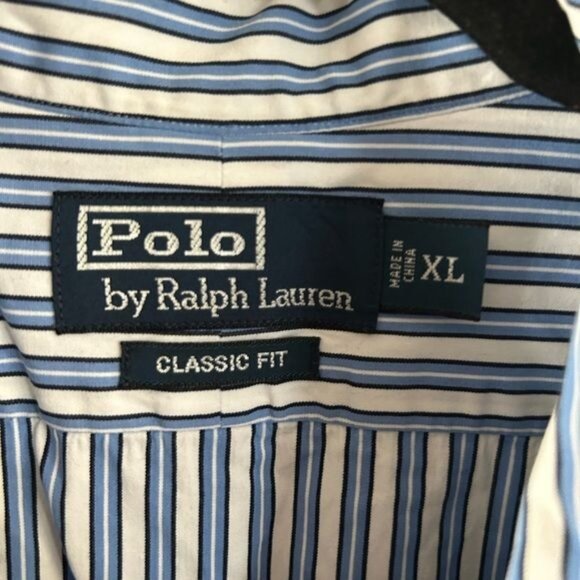 Polo
by Ralph Lauren
MADE IN
CHINA
XL
CLASSIC FIT